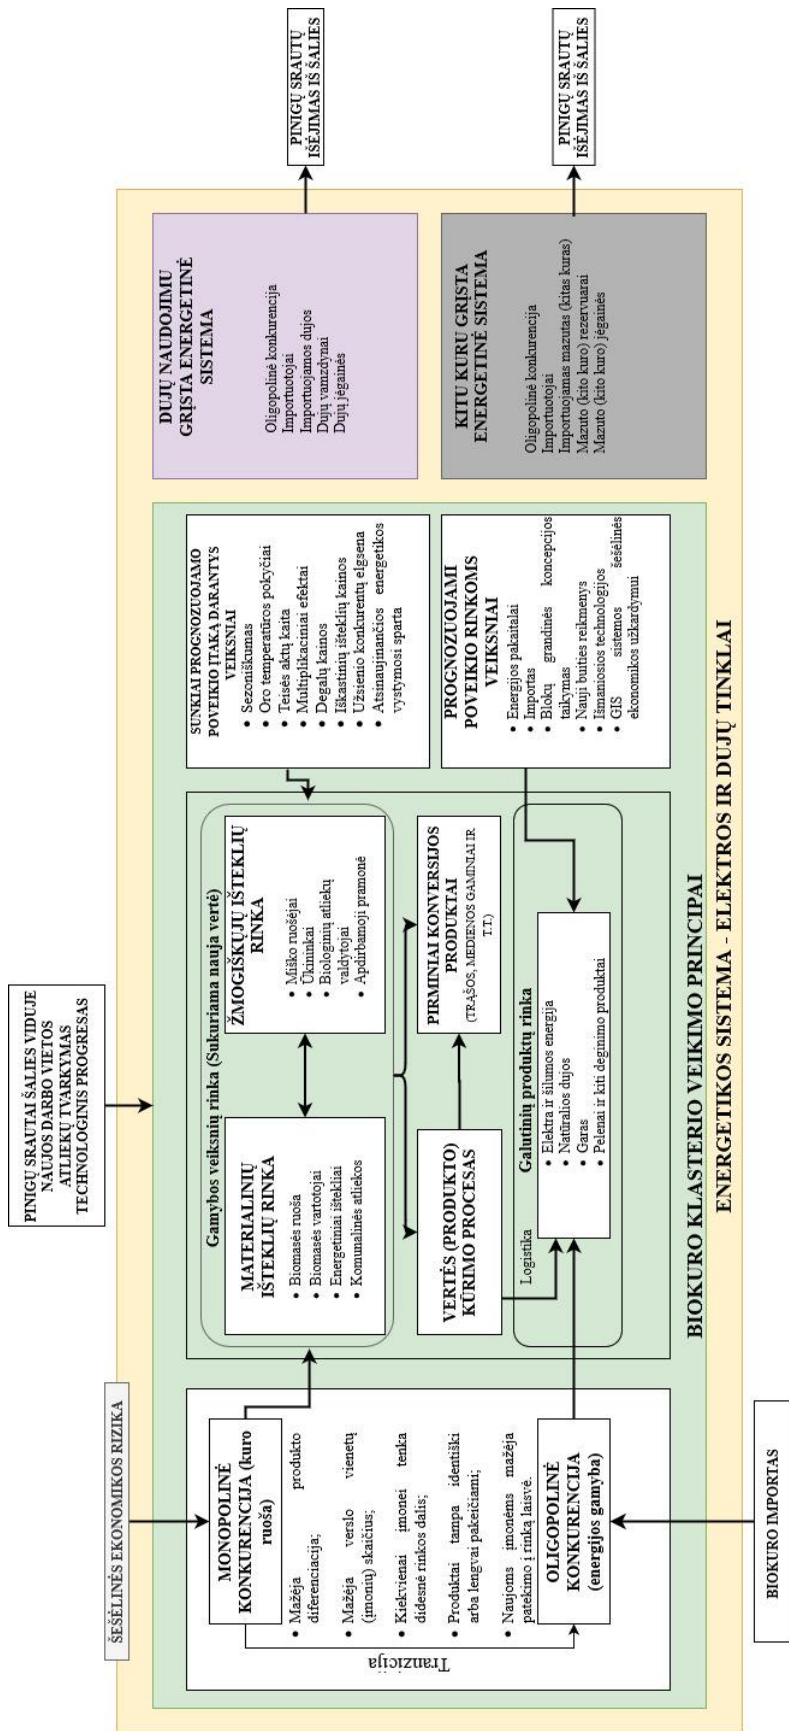 ŠEŠĖLINĖS EKONOMIKOS RIZIKA
PINIGŲ SRAUTAI ŠALIES VIDUJE
NAUJOS DARBO VIETOS
ATLIEKŲ TVARKYMAS
TECHNOLOGINIS PROGRESAS
Tranzicija
MONOPOLINĖ
KONKURENCIJA (kuro
ruoša)
• Mažėja produkto
diferenciacija;
• Mažėja verslo vienetų
(įmonių) skaičius;
• Kiekvienai įmonei tenka
didesnė rinkos dalis;
• Produktai tampa identiški
arba lengvai pakeičiami;
• Naujoms įmonėms mažėja
patekimo į rinką laisvė.
OLIGOPOLINĖ
KONKURENCIJA
(energijos gamyba)
BIOKURO IMPORTAS
Gamybos veiksnių rinka (Sukuriama nauja vertė)
MATERIALINIŲ
IŠTEKLIŲ RINKA
• Biomasės ruoša
• Biomasės vartotojai
• Energetiniai ištekliai
• Komunalinės atliekos
ŽMOGIŠKŲJŲ IŠTEKLIŲ
RINKA
• Miško ruošėjai
• Ūkininkai
• Biologinių atliekų
valdytojai
• Apdirbamoji pramonė
VERTĖS (PRODUKTO)
KŪRIMO PROCESAS
PIRMINIAI KONVERSIJOS
PRODUKTAI
(TRĄŠOS, MEDIENOS GAMINIAI IR
T.T.)
Logistika
Galutinių produktų rinka
• Elektra ir šilumos energija
• Natūralios dujos
• Garas
• Pelenai ir kiti deginimo produktai
SUNKIAI PROGNOZUOJAMO
POVEIKIO ĮTAKĄ DARANTYS
VEIKSNIAI
• Sezoniškumas
• Oro temperatūros pokyčiai
• Teisės aktų kaita
• Multiplikaciniai efektai
• Degalų kainos
• Iškastinių išteklių kainos
• Užsienio konkurentų elgsena
• Atsinaujinančios energetikos
vystymosi sparta
PROGNOZUOJAMI
POVEIKIO RINKOMS
VEIKSNIAI
• Energijos pakaitalai
• Importas
• Blokų grandinės koncepcijos
taikymas
• Nauji buities reikmenys
• Išmaniosios technologijos
• GIS sistemos šešėlinės
ekonomikos užkardymui
BIOKURO KLASTERIO VEIKIMO PRINCIPAI
ENERGETIKOS SISTEMA - ELEKTROS IR DUJŲ TINKLAI
DUJŲ NAUDOJIMU
GRĮSTA ENERGETINĖ
SISTEMA
Oligopolinė konkurencija
Importuotojai
Importuojamos dujos
Dujų vamzdynai
Dujų jėgainės
KITU KURU GRĮSTA
ENERGETINĖ SISTEMA
Oligopolinė konkurencija
Importuotojai
Importuojamas mazutas (kitas kuras)
Mazuto (kito kuro) rezervuarai
Mazuto (kito kuro) jėgainės
PINIGŲ SRAUTŲ
IŠĖJIMAS IŠ ŠALIES
PINIGŲ SRAUTŲ
IŠĖJIMAS IŠ ŠALIES